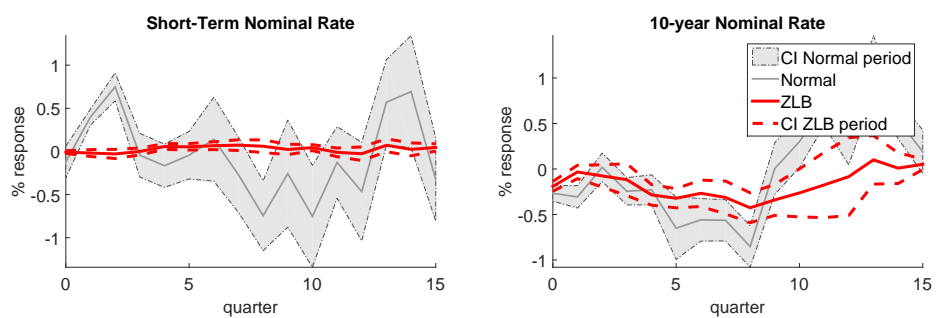 Short-Term Nominal Rate
% response
1
0.5
0
-0.5
-1
0
5
10
15
quarter
10-year Nominal Rate
CI Normal period
Normal
ZLB
CI ZLB period
% response
1
0.5
0
-0.5
-1
0
5
10
15
quarter